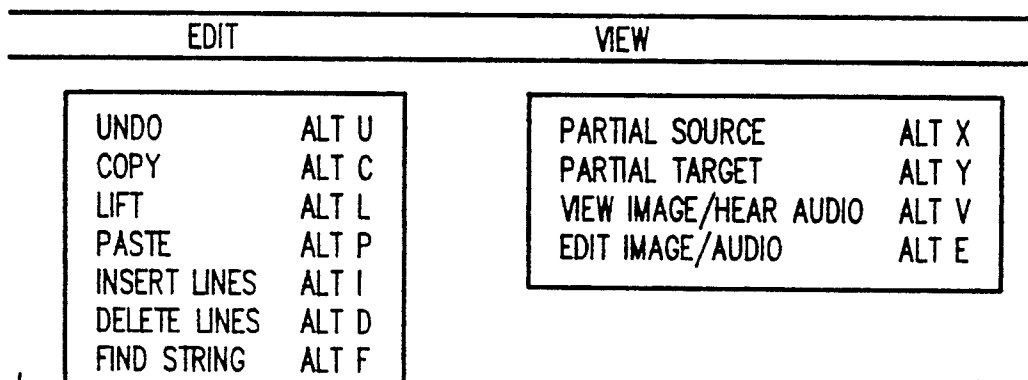 EDIT VIEW
UNDO ALT U
COPY ALT C
LIFT ALT L
PASTE ALT P
INSERT LINES ALT I
DELETE LINES ALT D
FIND STRING ALT F
PARTIAL SOURCE ALT X
PARTIAL TARGET ALT Y
VIEW IMAGE/HEAR AUDIO ALT V
EDIT IMAGE/AUDIO ALT E